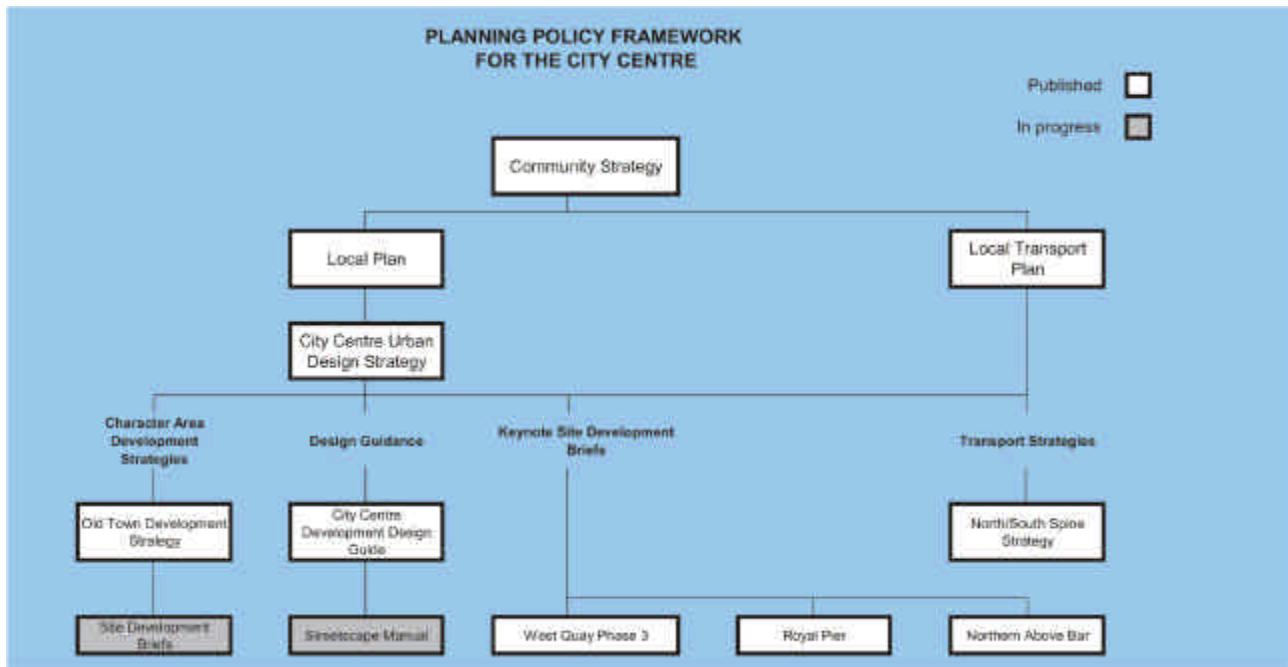 PLANNING POLICY FRAMEWORK
FOR THE CITY CENTRE
Published
In progress
Community Strategy
Local Plan
Local Transport
Plan
City Centre Urban
Design Strategy
Character Area
Development
Strategies
Design Guidance
Keynote Site Development
Briefs
Transport Strategies
Old Town Development
Strategy
City Centre
Development Design
Guide
North/South Spine
Strategy
Site Development
Briefs
Streetscape Manual
West Quay Phase 3
Royal Pier
Northern Above Bar